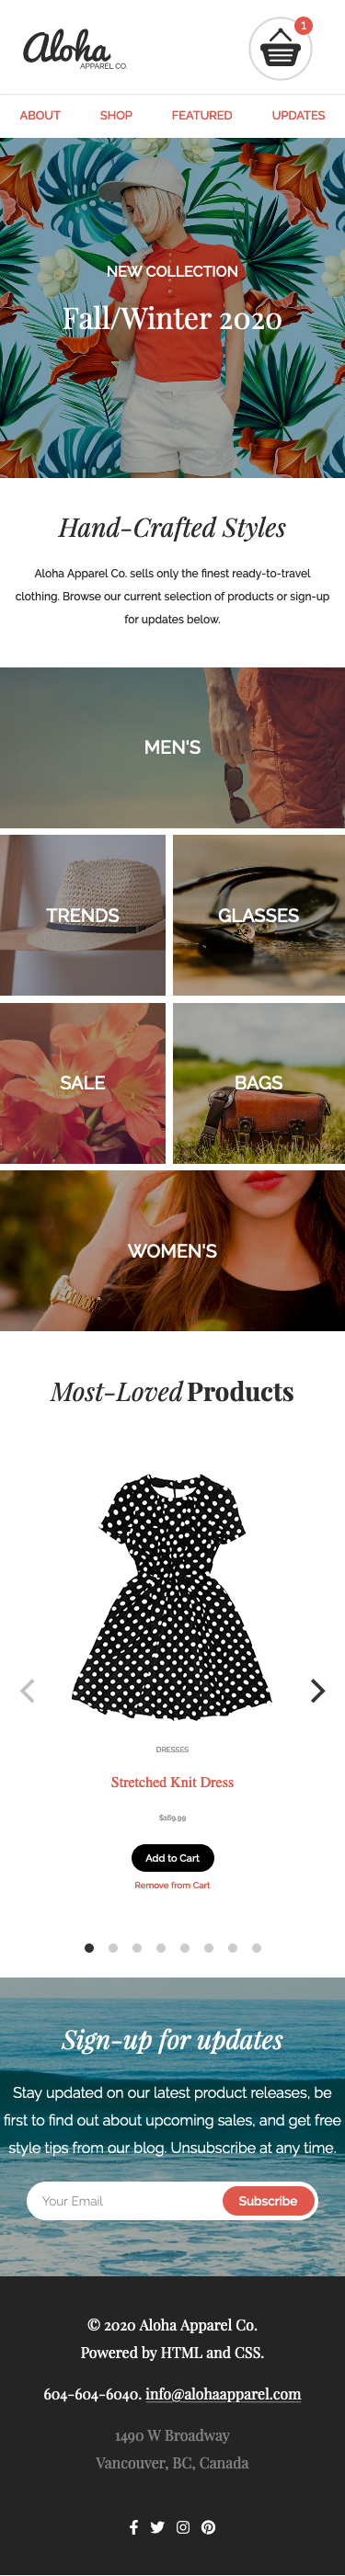 Aloha
APPAREL CO.
1
ABOUT SHOP FEATURED UPDATES
NEW COLLECTION
Fall/Winter 2020
Hand-Crafted Styles
Aloha Apparel Co. sells only the finest ready-to-travel
clothing. Browse our current selection of products or sign-up
for updates below.
MEN'S
TRENDS
GLASSES
SALE
BAGS
WOMEN'S
Most-Loved Products
DRESSES
Stretched Knit Dress
$189.99
Add to Cart
Remove from Cart
Sign-up for updates
Stay updated on our latest product releases, be
first to find out about upcoming sales, and get free
style tips from our blog. Unsubscribe at any time.
Your Email
Subscribe
© 2020 Aloha Apparel Co.
Powered by HTML and CSS.
604-604-6040. info@alohaapparel.com
1490 W Broadway
Vancouver, BC, Canada